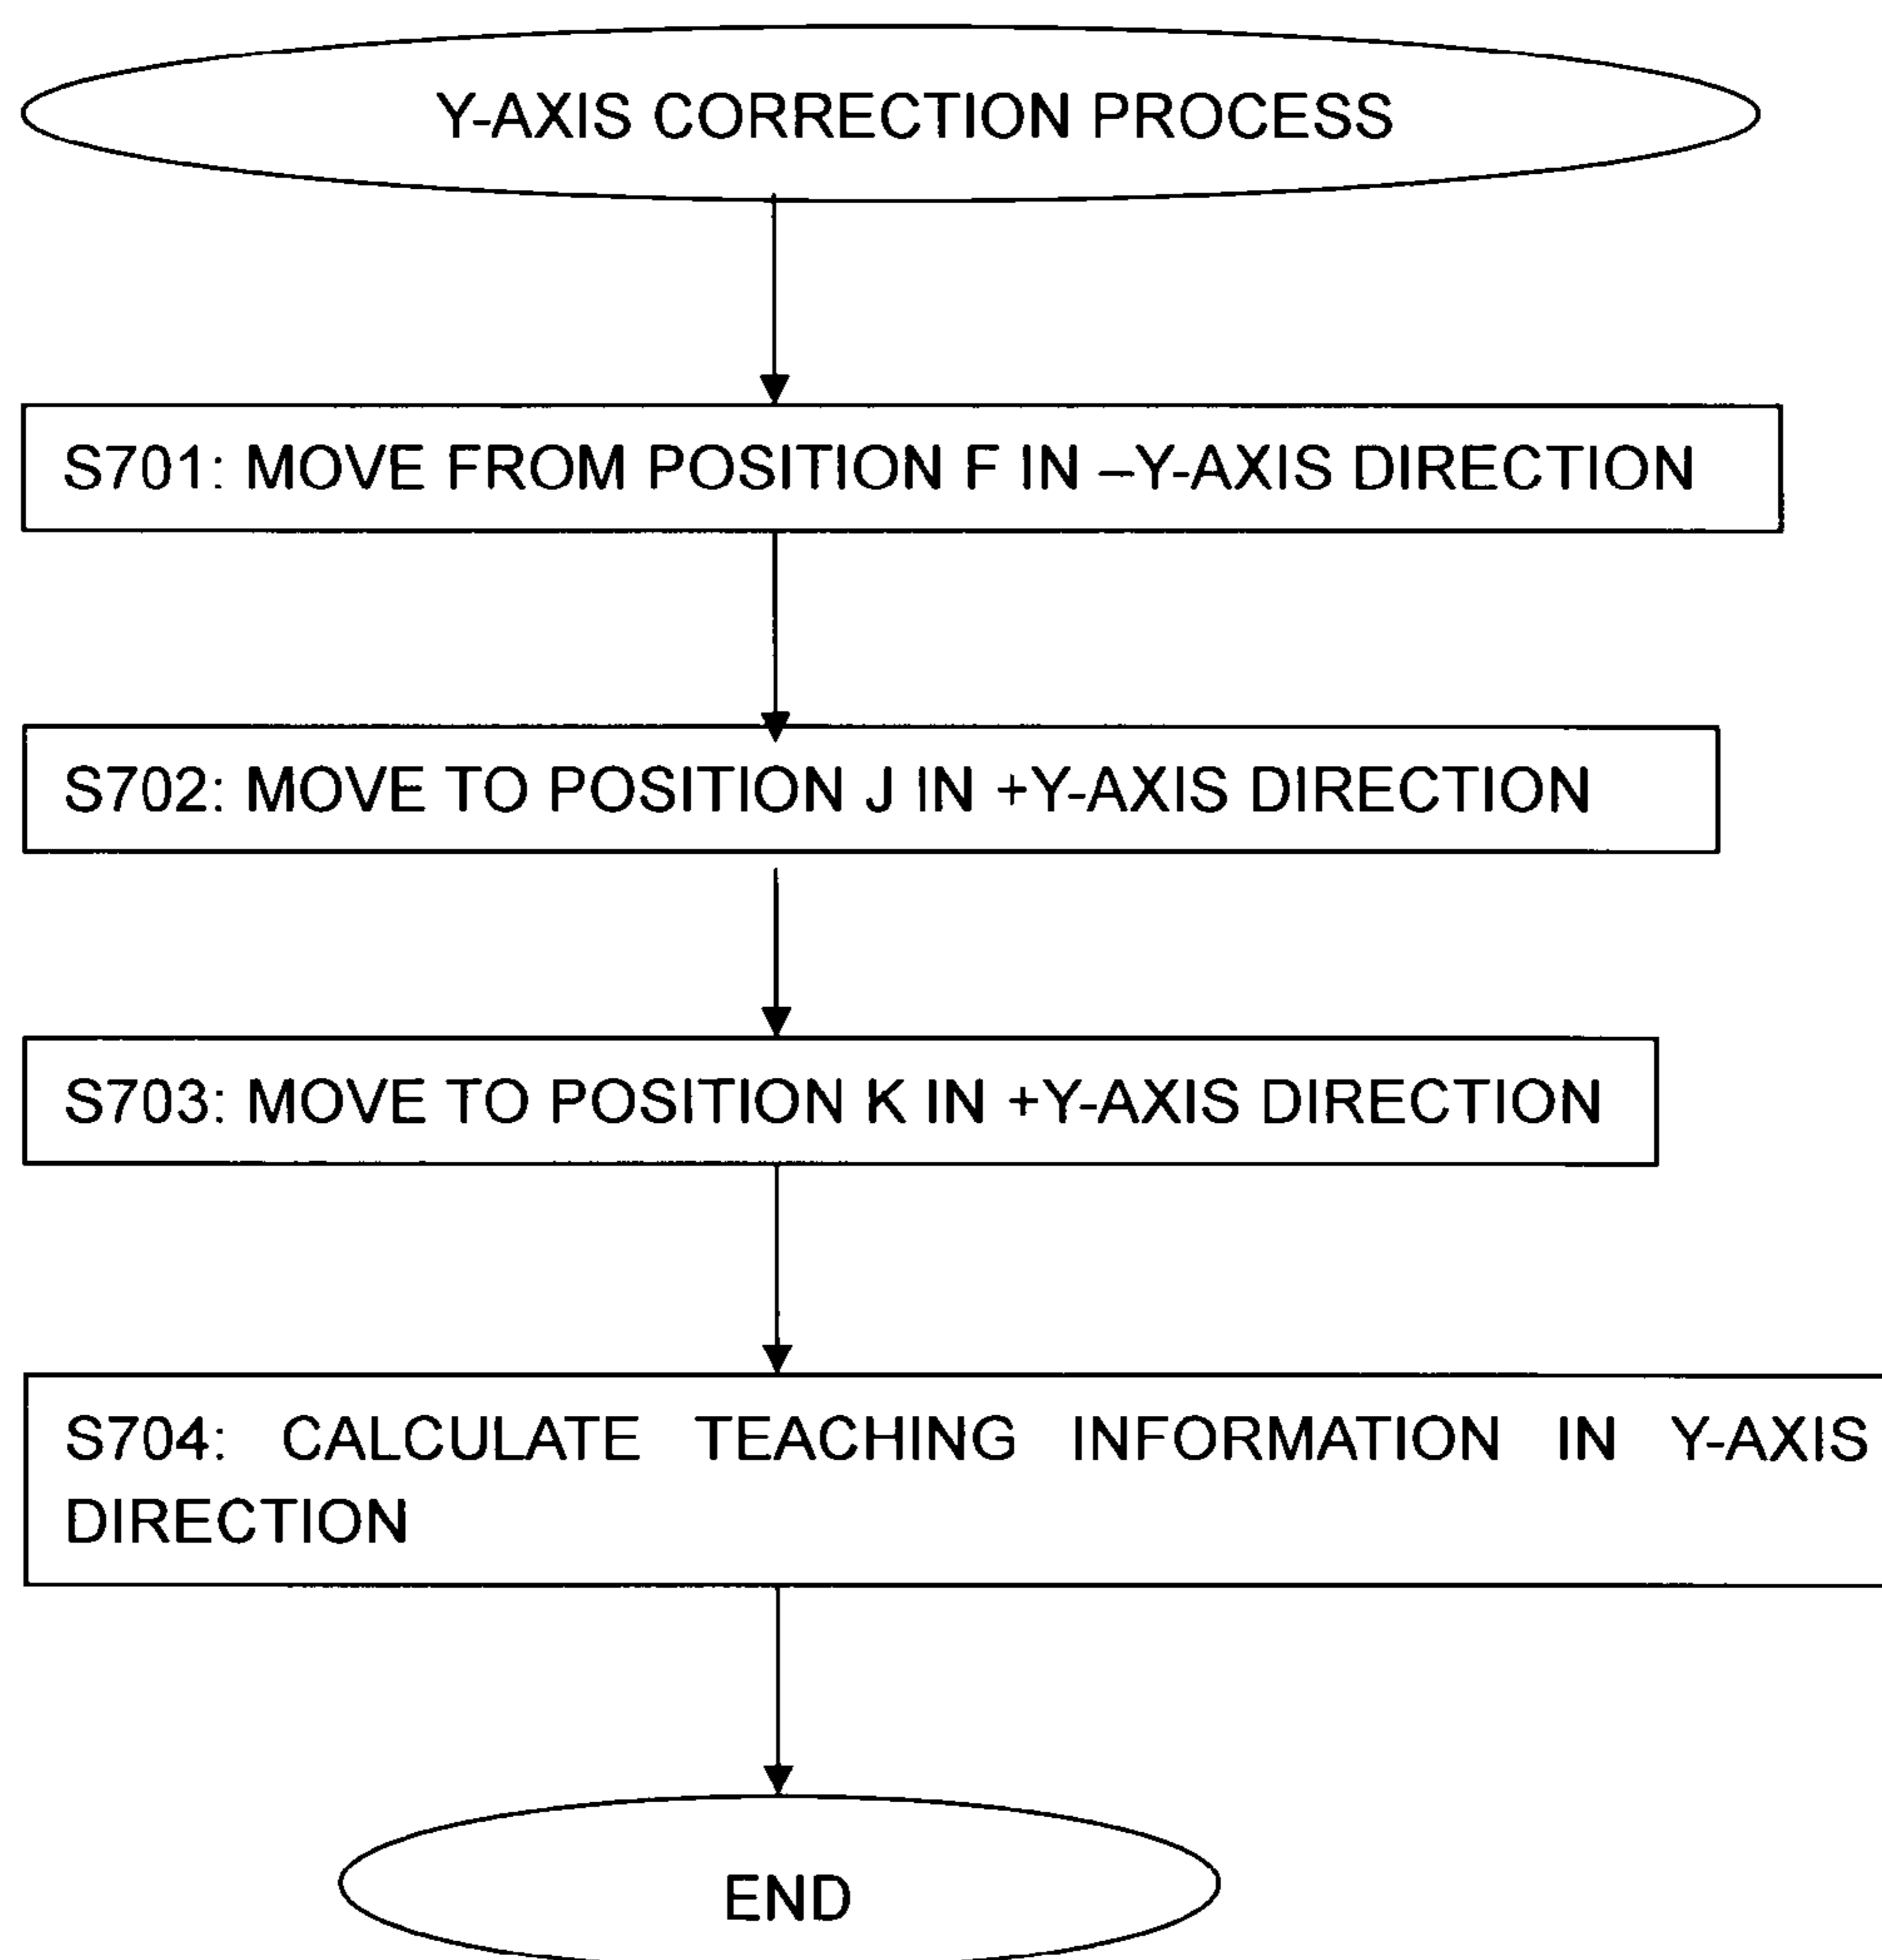 Y-AXIS CORRECTION PROCESS
S701: MOVE FROM POSITION F IN –Y-AXIS DIRECTION
S702: MOVE TO POSITION J IN +Y-AXIS DIRECTION
S703: MOVE TO POSITION K IN +Y-AXIS DIRECTION
S704: CALCULATE TEACHING INFORMATION IN Y-AXIS
DIRECTION
END